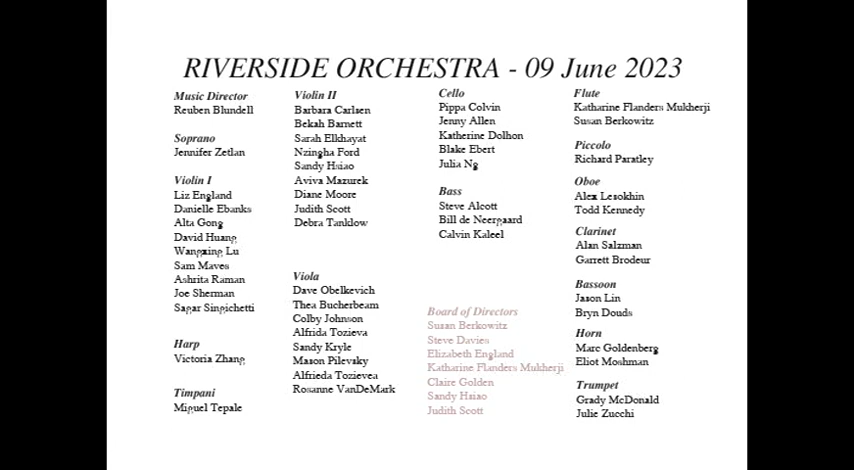 RIVERSIDE ORCHESTRA - 09 June 2023
Music Director
Reuben Blundell
Soprano
Jennifer Zetlan
Violin I
Liz England
Danielle Ebanks
Alta Gong
David Huang
Wangxing Lu
Sam Maves
Ashrita Raman
Joe Sherman
Sagar Singichetti
Harp
Victoria Zhang
Timpani
Miguel Tepale
Violin II
Barbara Carlsen
Bekah Barnett
Sarah Elkhayat
Nzingha Ford
Sandy Hsiao
Aviva Mazurek
Diane Moore
Judith Scott
Debra Tanklow
Viola
Dave Obelkevich
Thea Bucherbeam
Colby Johnson
Alfrida Tozieva
Sandy Kryle
Mason Pilevsky
Alfrieda Tozievea
Rosanne VanDeMark
Cello
Pippa Colvin
Jenny Allen
Katherine Dolhon
Blake Ebert
Julia Ng
Bass
Steve Alcott
Bill de Neergaard
Calvin Kaleel
Board of Directors
Susan Berkowitz
Steve Davies
Elizabeth England
Katharine Flanders Mukherji
Claire Golden
Sandy Hsiao
Judith Scott
Flute
Katharine Flanders Mukherji
Susan Berkowitz
Piccolo
Richard Paratley
Oboe
Alex Lesokhin
Todd Kennedy
Clarinet
Alan Salzman
Garrett Brodeur
Bassoon
Jason Lin
Bryn Douds
Horn
Marc Goldenberg
Eliot Moshman
Trumpet
Grady McDonald
Julie Zucchi